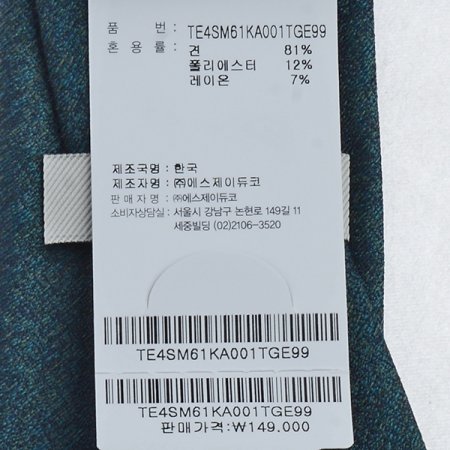 품 번 : TE4SM61KA001TGE99
혼 용 률 : 견 81%
폴리에스터 12%
레이온 7%
제조국명 : 한국
제조자명 : ㈜에스제이듀코
판 매 자 명 : ㈜에스제이듀코
소비자상담실 : 서울시 강남구 논현로 149길 11
세중빌딩 (02)2106-3520
TE4SM61KA001TGE99
TE4SM61KA001TGE99
판매가격:₩149,000